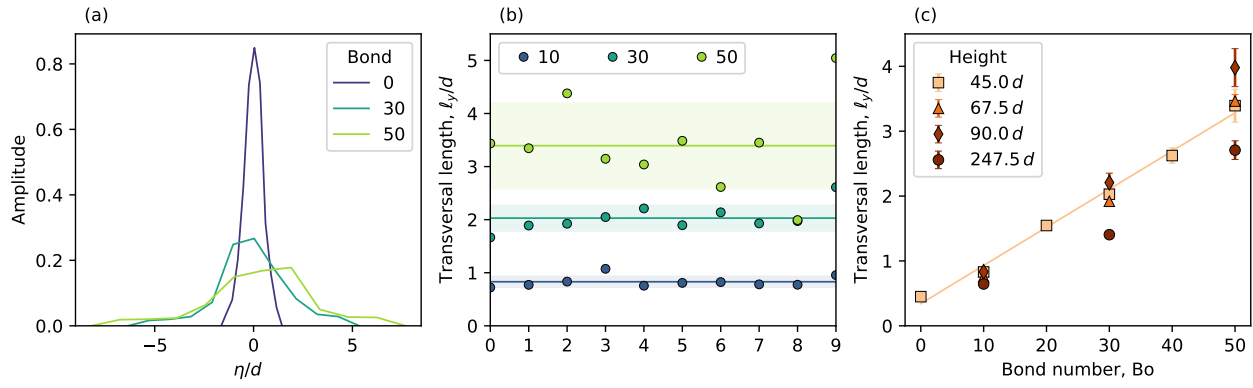 (a)
Amplitude
0.8
0.6
0.4
0.2
0.0
Bond
0
30
50
−5
0
5
η/d
(b)
Transversal length, ℓy/d
5
4
3
2
1
0
10
30
50
0 1 2 3 4 5 6 7 8 9
(c)
Transversal length, ℓy/d
4
3
2
1
0
Height
45.0 d
67.5 d
90.0 d
247.5 d
0 10 20 30 40 50
Bond number, Bo